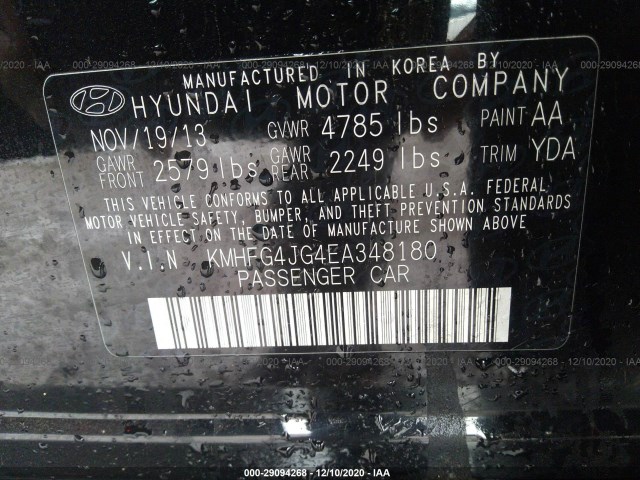 MANUFACTURED IN KOREA BY
HYUNDAI MOTOR COMPANY
NOV/19/13 GVWR 4785 lbs PAINT AA
GAWR FRONT 2579 lbs GAWR REAR 2249 lbs TRIM YDA
THIS VEHICLE CONFORMS TO ALL APPLICABLE U.S.A. FEDERAL
MOTOR VEHICLE SAFETY, BUMPER, AND THEFT PREVENTION STANDARDS
IN EFFECT ON THE DATE OF MANUFACTURE SHOWN ABOVE
V.I.N KMHFG4JG4EA348180
PASSENGER CAR
000-29094268 - 12/10/2020 - IAA